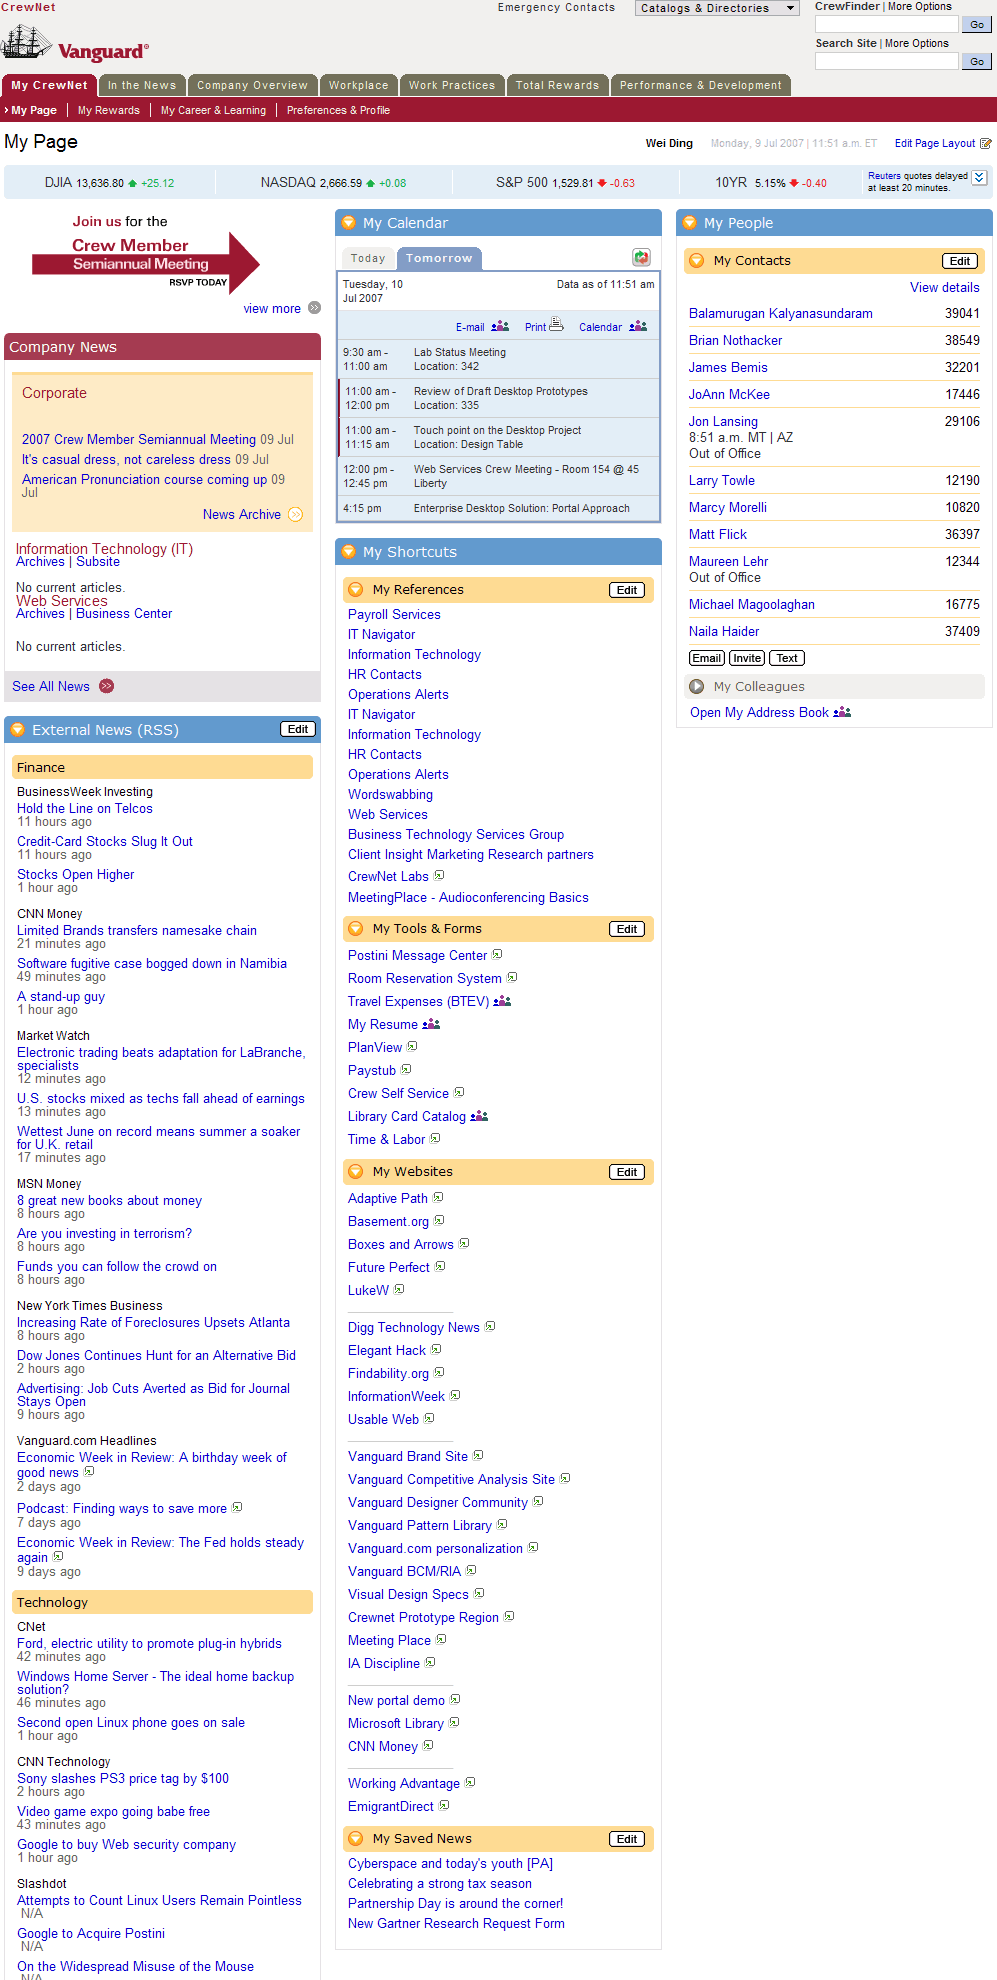 CrewNet
Emergency Contacts
Catalogs & Directories
CrewFinder | More Options
Go
Search Site | More Options
Go
Vanguard®
My CrewNet
In the News
Company Overview
Workplace
Work Practices
Total Rewards
Performance & Development
› My Page
My Rewards
My Career & Learning
Preferences & Profile
My Page
Wei Ding
Monday, 9 Jul 2007 | 11:51 a.m. ET
Edit Page Layout
DJIA 13,636.80 +25.12
NASDAQ 2,666.59 +0.08
S&P 500 1,529.81 -0.63
10YR 5.15% -0.40
Reuters quotes delayed
at least 20 minutes.
Join us for the
Crew Member
Semiannual Meeting
RSVP TODAY
view more
Company News
Corporate
2007 Crew Member Semiannual Meeting 09 Jul
It's casual dress, not careless dress 09 Jul
American Pronunciation course coming up 09
Jul
News Archive
Information Technology (IT)
Archives | Subsite
No current articles.
Web Services
Archives | Business Center
No current articles.
See All News
External News (RSS)
Edit
Finance
BusinessWeek Investing
Hold the Line on Telcos
11 hours ago
Credit-Card Stocks Slug It Out
11 hours ago
Stocks Open Higher
1 hour ago
CNN Money
Limited Brands transfers namesake chain
21 minutes ago
Software fugitive case bogged down in Namibia
49 minutes ago
A stand-up guy
1 hour ago
Market Watch
Electronic trading beats adaptation for LaBranche,
specialists
12 minutes ago
U.S. stocks mixed as techs fall ahead of earnings
13 minutes ago
Wettest June on record means summer a soaker
for U.K. retail
17 minutes ago
MSN Money
8 great new books about money
8 hours ago
Are you investing in terrorism?
8 hours ago
Funds you can follow the crowd on
8 hours ago
New York Times Business
Increasing Rate of Foreclosures Upsets Atlanta
8 hours ago
Dow Jones Continues Hunt for an Alternative Bid
2 hours ago
Advertising: Job Cuts Averted as Bid for Journal
Stays Open
9 hours ago
Vanguard.com Headlines
Economic Week in Review: A birthday week of
good news
2 days ago
Podcast: Finding ways to save more
7 days ago
Economic Week in Review: The Fed holds steady
again
9 days ago
Technology
CNet
Ford, electric utility to promote plug-in hybrids
42 minutes ago
Windows Home Server - The ideal home backup
solution?
46 minutes ago
Second open Linux phone goes on sale
1 hour ago
CNN Technology
Sony slashes PS3 price tag by $100
2 hours ago
Video game expo going babe free
43 minutes ago
Google to buy Web security company
1 hour ago
Slashdot
Attempts to Count Linux Users Remain Pointless
N/A
Google to Acquire Postini
N/A
On the Widespread Misuse of the Mouse
N/A
My Calendar
Today
Tomorrow
Tuesday, 10
Jul 2007
Data as of 11:51 am
E-mail
Print
Calendar
9:30 am -
11:00 am
Lab Status Meeting
Location: 342
11:00 am -
12:00 pm
Review of Draft Desktop Prototypes
Location: 335
11:00 am -
11:15 am
Touch point on the Desktop Project
Location: Design Table
12:00 pm -
12:45 pm
Web Services Crew Meeting - Room 154 @ 45
Liberty
4:15 pm
Enterprise Desktop Solution: Portal Approach
My Shortcuts
My References
Edit
Payroll Services
IT Navigator
Information Technology
HR Contacts
Operations Alerts
IT Navigator
Information Technology
HR Contacts
Operations Alerts
Wordswabbing
Web Services
Business Technology Services Group
Client Insight Marketing Research partners
CrewNet Labs
MeetingPlace - Audioconferencing Basics
My Tools & Forms
Edit
Postini Message Center
Room Reservation System
Travel Expenses (BTEV)
My Resume
PlanView
Paystub
Crew Self Service
Library Card Catalog
Time & Labor
My Websites
Edit
Adaptive Path
Basement.org
Boxes and Arrows
Future Perfect
LukeW
Digg Technology News
Elegant Hack
Findability.org
InformationWeek
Usable Web
Vanguard Brand Site
Vanguard Competitive Analysis Site
Vanguard Designer Community
Vanguard Pattern Library
Vanguard.com personalization
Vanguard BCM/RIA
Visual Design Specs
Crewnet Prototype Region
Meeting Place
IA Discipline
New portal demo
Microsoft Library
CNN Money
Working Advantage
EmigrantDirect
My Saved News
Edit
Cyberspace and today's youth [PA]
Celebrating a strong tax season
Partnership Day is around the corner!
New Gartner Research Request Form
My People
My Contacts
Edit
View details
Balamurugan Kalyanasundaram 39041
Brian Nothacker 38549
James Bemis 32201
JoAnn McKee 17446
Jon Lansing 29106
8:51 a.m. MT | AZ
Out of Office
Larry Towle 12190
Marcy Morelli 10820
Matt Flick 36397
Maureen Lehr 12344
Out of Office
Michael Magoolaghan 16775
Naila Haider 37409
Email
Invite
Text
My Colleagues
Open My Address Book